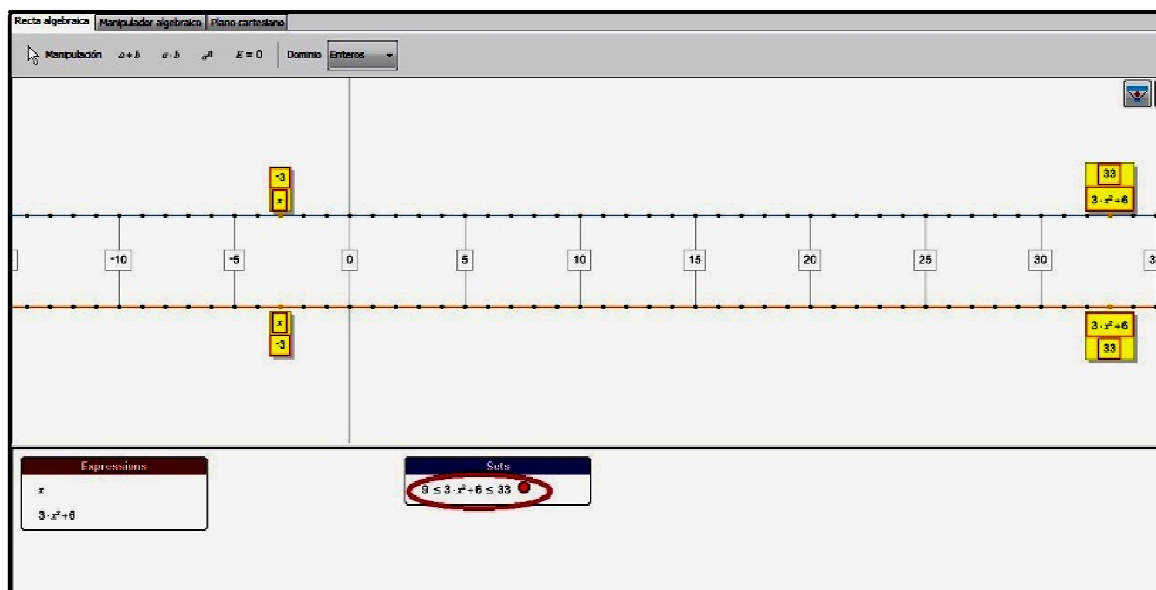 Recta algebraica Manipulador algebraico Plano cartesiano
Manipulación a+b a·b aⁿ E = 0 Dominio Enteros
-3 33
x 3·x²+6
-10 -5 0 5 10 15 20 25 30 3
x 3·x²+6
-3 33
Expressions Sets
x 9 ≤ 3·x²+6 ≤ 33
3·x²+6